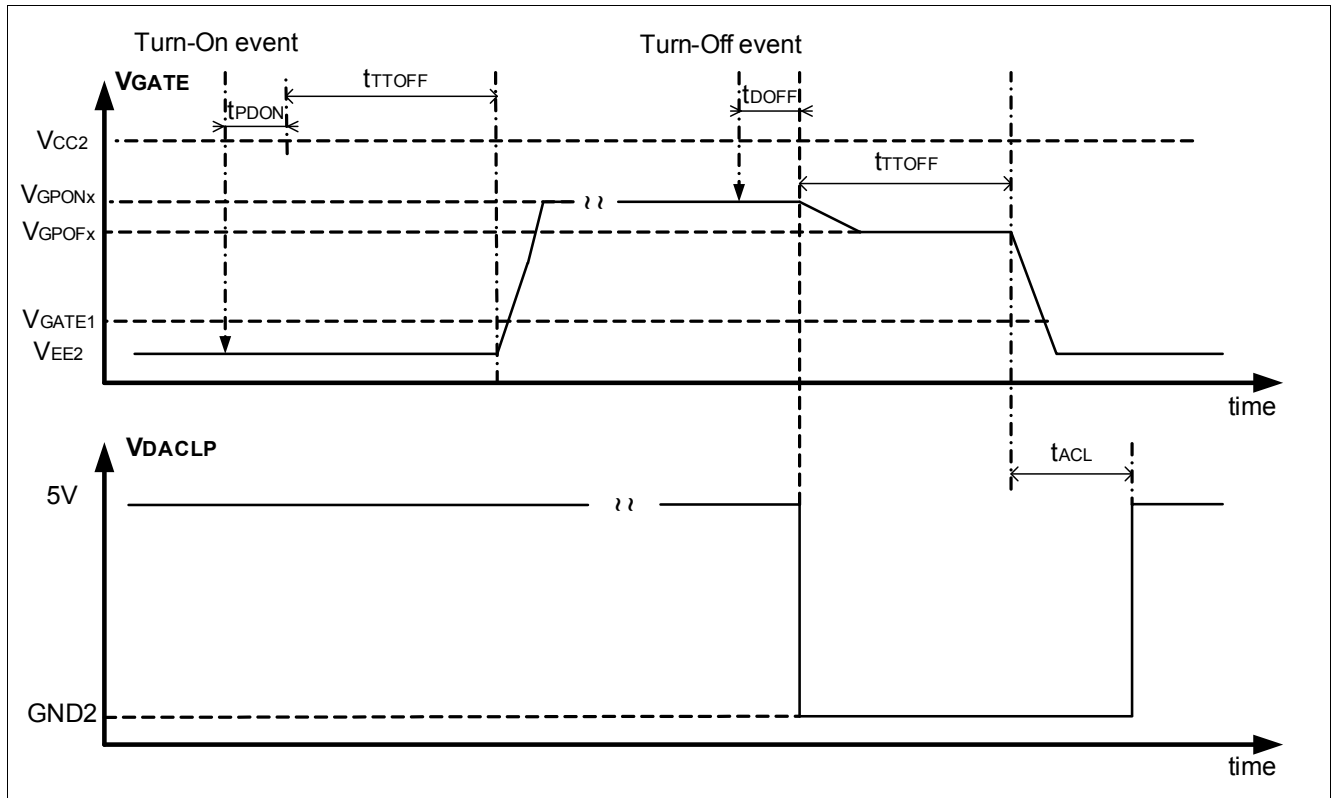 Turn-On event
Turn-Off event
VGATE
tTTOFF
tPDON
tDOFF
VCC2
tTTOFF
VGPONx
VGPOFx
VGATE1
VEE2
time
VDACLP
tACL
5V
GND2
time